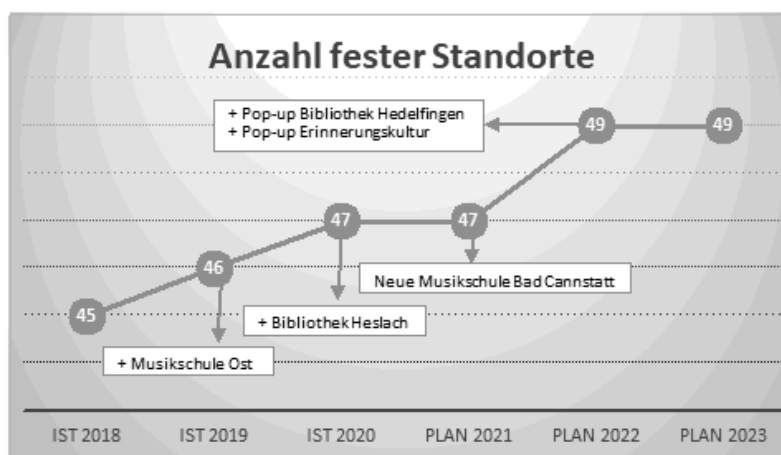 Anzahl fester Standorte
+ Pop-up Bibliothek Hedelfingen
+ Pop-up Erinnerungskultur
49
49
47
47
46
45
Neue Musikschule Bad Cannstatt
+ Bibliothek Heslach
+ Musikschule Ost
IST 2018
IST 2019
IST 2020
PLAN 2021
PLAN 2022
PLAN 2023